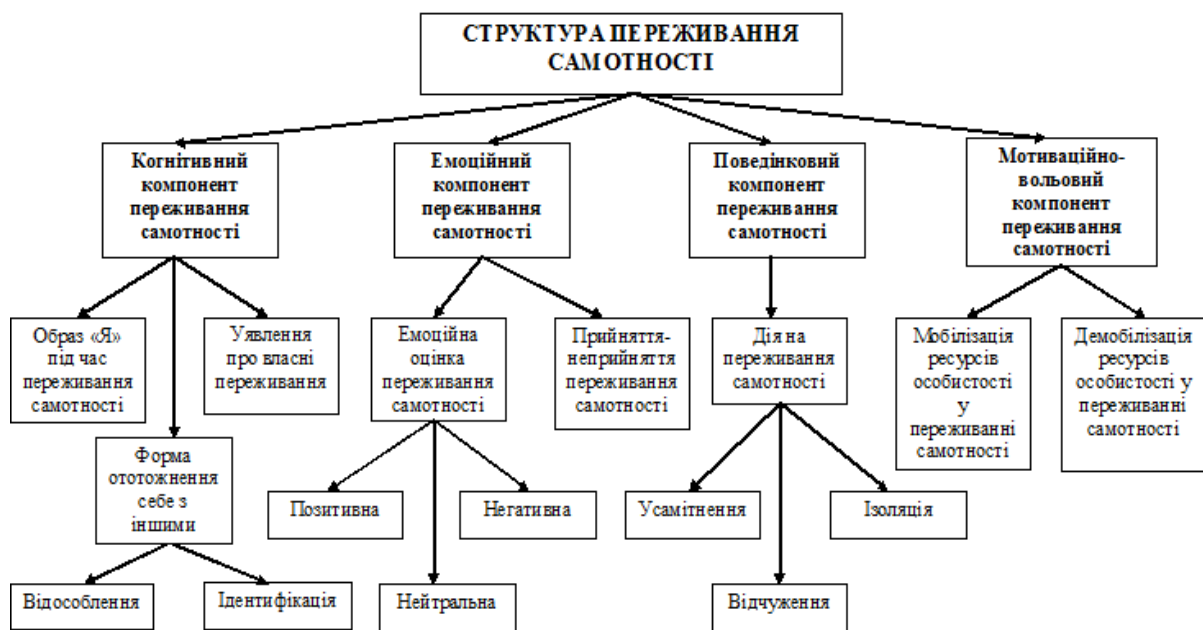 СТРУКТУРА ПЕРЕЖИВАННЯ
САМОТНОСТІ
Когнітивний
компонент
переживання
самотності
Емоційний
компонент
переживання
самотності
Поведінковий
компонент
переживання
самотності
Мотиваційно-
вольовий
компонент
переживання
самотності
Образ «Я»
під час
переживання
самотності
Уявлення
про власні
переживання
Емоційна
оцінка
переживання
самотності
Прийняття-
неприйняття
переживання
самотності
Дія на
переживання
самотності
Мобілізація
ресурсів
особистості
у
переживанні
самотності
Демобілізація
ресурсів
особистості у
переживанні
самотності
Форма
ототожнення
себе з
іншими
Позитивна
Негативна
Усамітнення
Ізоляція
Відособлення
Ідентифікація
Нейтральна
Відчуження